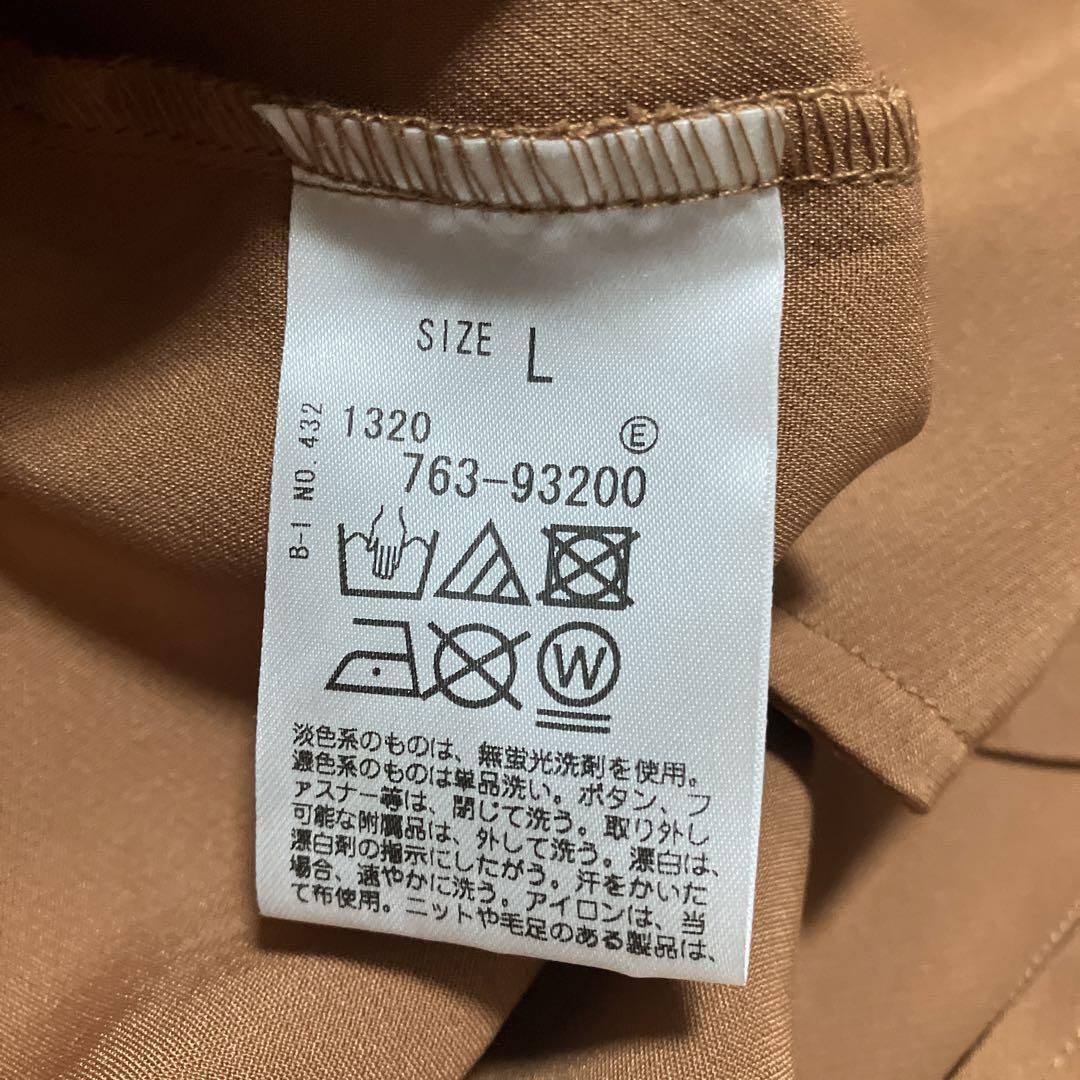 SIZE L
B-1 NO. 432
1320 Ⓔ
763-93200
W
淡色系のものは、無蛍光洗剤を使用。
濃色系のものは単品洗い。ボタン、フ
ァスナー等は、閉じて洗う。取り外し
可能な附属品は、外して洗う。漂白は、
漂白剤の指示にしたがう。汗をかいた
場合、速やかに洗う。アイロンは、当
て布使用。ニットや毛足のある製品は、